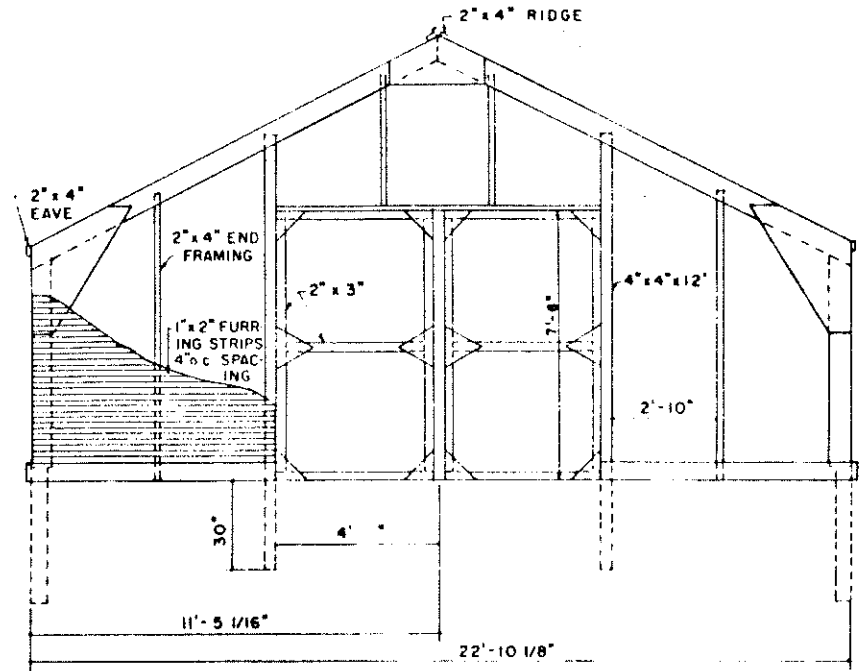 2"x 4" RIDGE
2" x 4"
EAVE
2" x 4" END
FRAMING
2" x 3"
4"x 4"x 12'
1"x 2" FURR-
ING STRIPS
4" o c SPAC-
ING
7'-6"
2'-10"
30"
4' "
11'-5 1/16"
22'-10 1/8"